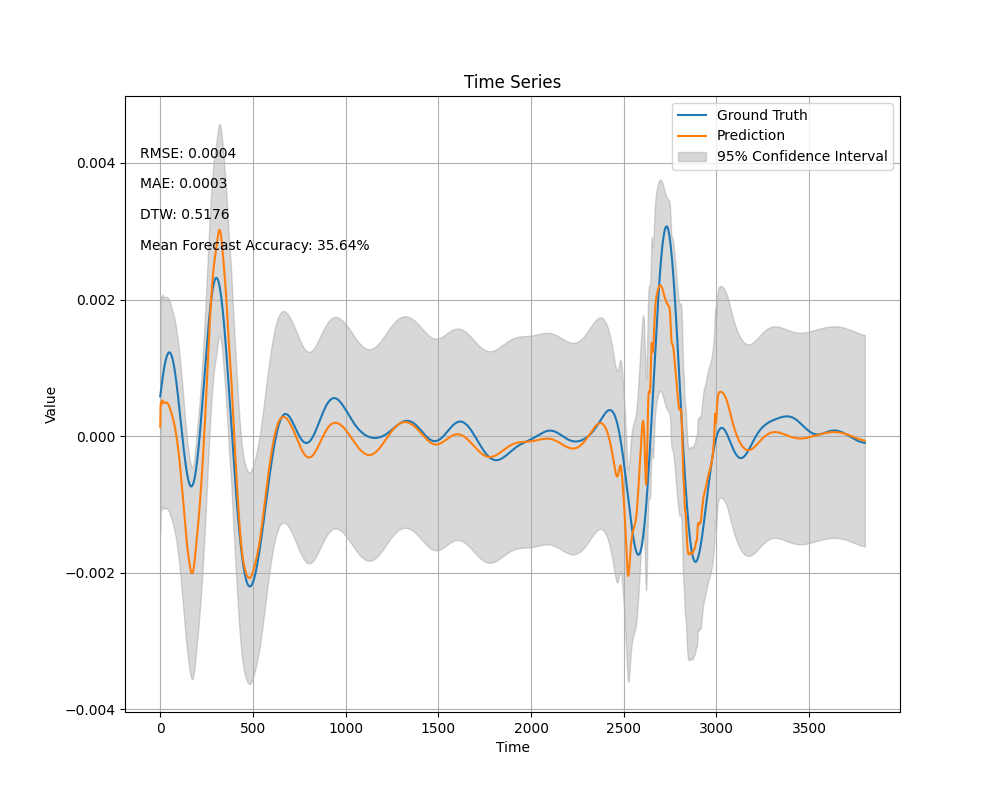 Time Series
Ground Truth
Prediction
95% Confidence Interval
RMSE: 0.0004
MAE: 0.0003
DTW: 0.5176
Mean Forecast Accuracy: 35.64%
Value
0.004
0.002
0.000
−0.002
−0.004
0 500 1000 1500 2000 2500 3000 3500
Time